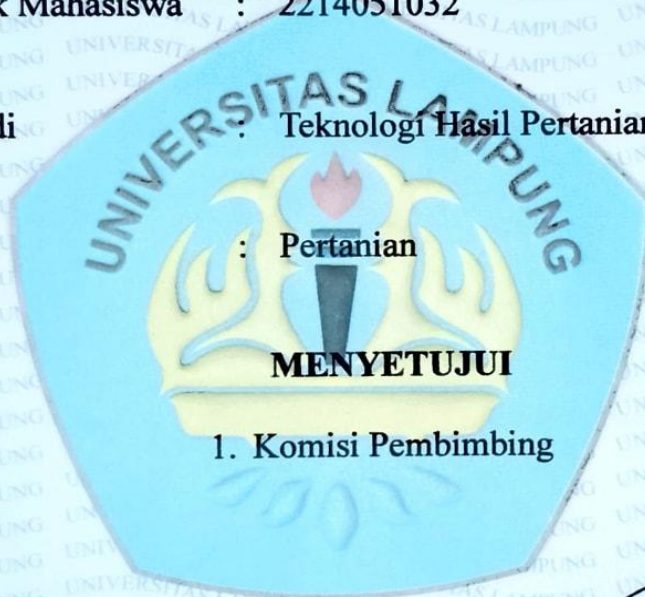 k Mahasiswa : 2214051032
UNIVERSITAS LAMPUNG
di : Teknologi Hasil Pertanian
: Pertanian
MENYETUJUI
1. Komisi Pembimbing